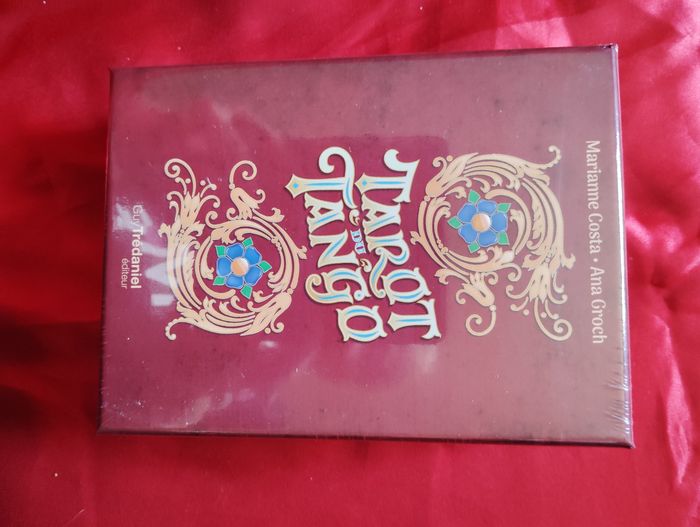 Marianne Costa • Ana Groch
TAROT
DU
TANGO
Guy Trédaniel
éditeur